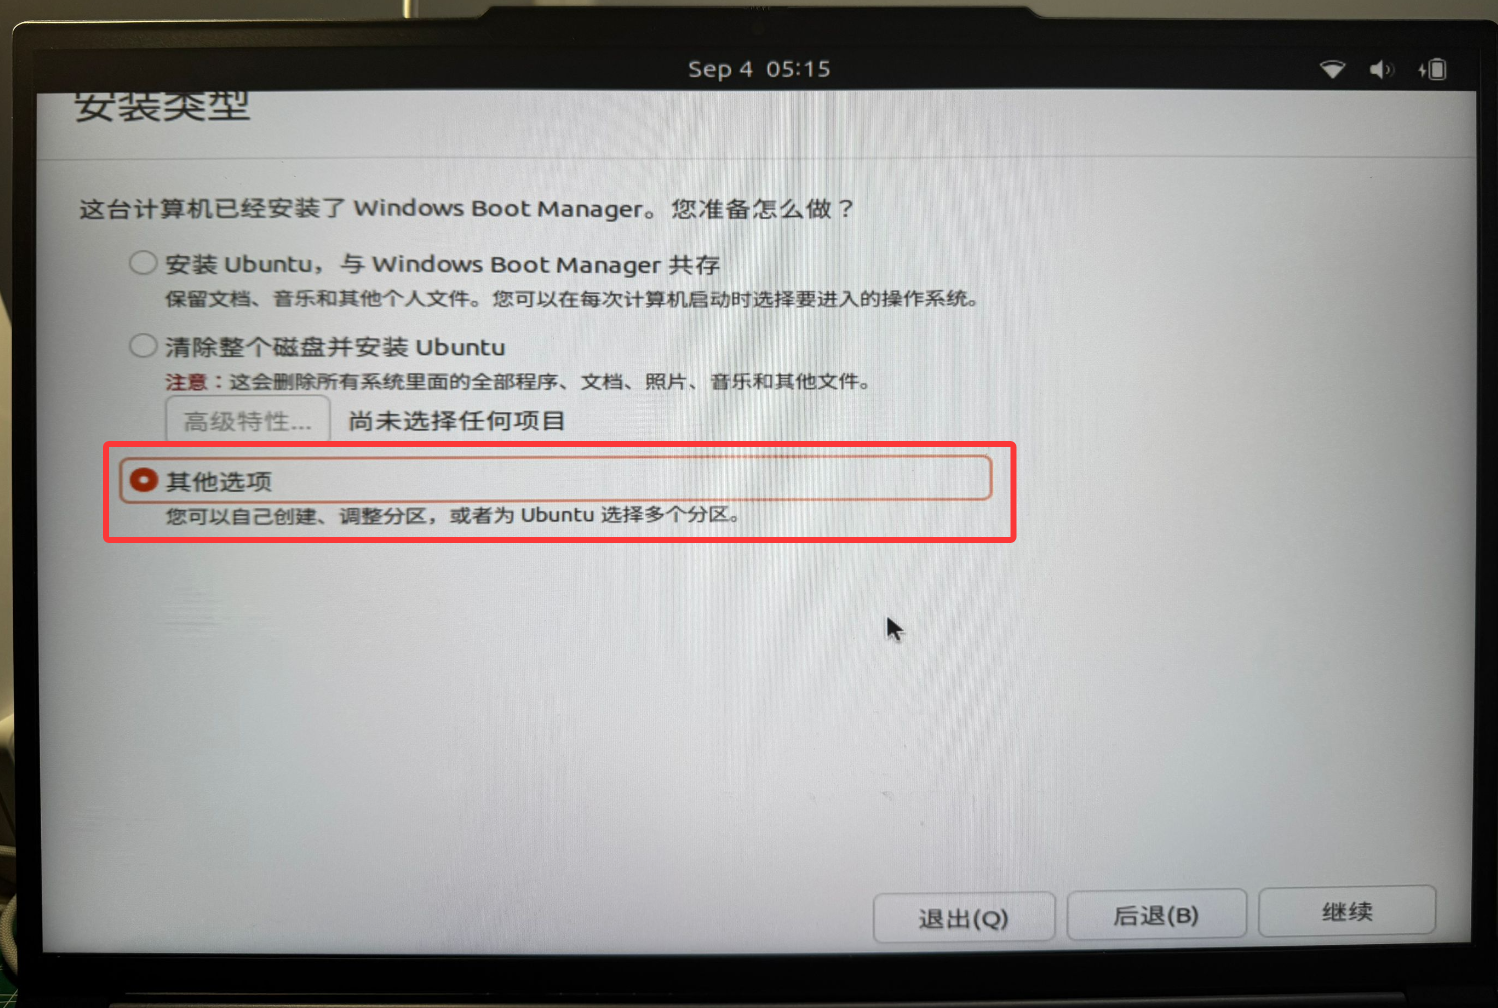 Sep 4 05:15
安装类型
这台计算机已经安装了 Windows Boot Manager。您准备怎么做？
安装 Ubuntu，与 Windows Boot Manager 共存
保留文档、音乐和其他个人文件。您可以在每次计算机启动时选择要进入的操作系统。
清除整个磁盘并安装 Ubuntu
注意：这会删除所有系统里面的全部程序、文档、照片、音乐和其他文件。
高级特性... 尚未选择任何项目
其他选项
您可以自己创建、调整分区，或者为 Ubuntu 选择多个分区。
退出(Q) 后退(B) 继续